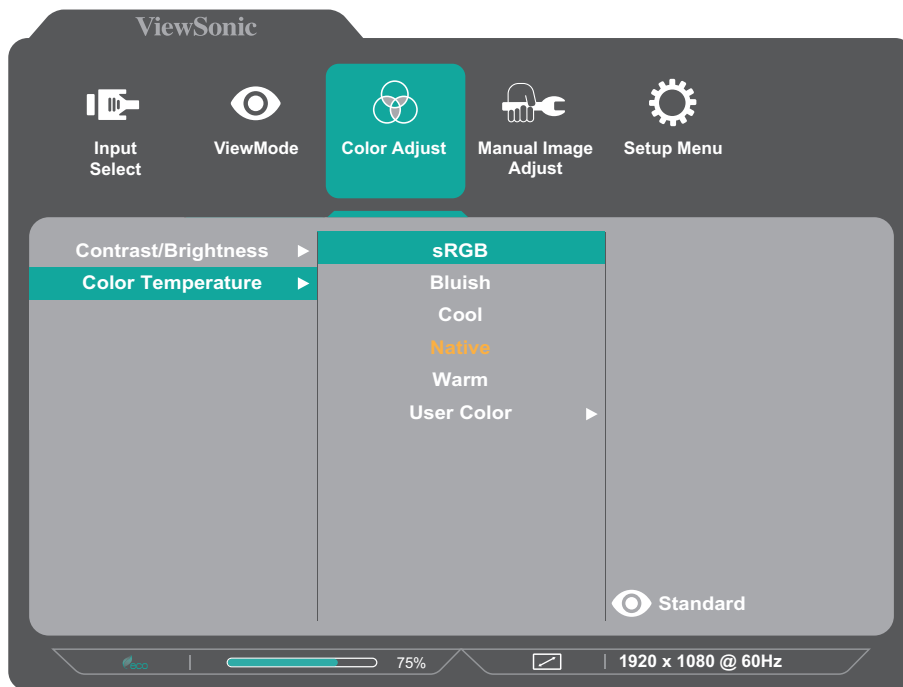 ViewSonic
Input
Select
ViewMode
Color Adjust
Manual Image
Adjust
Setup Menu
Contrast/Brightness
Color Temperature
sRGB
Bluish
Cool
Native
Warm
User Color
Standard
eco
75%
1920 x 1080 @ 60Hz